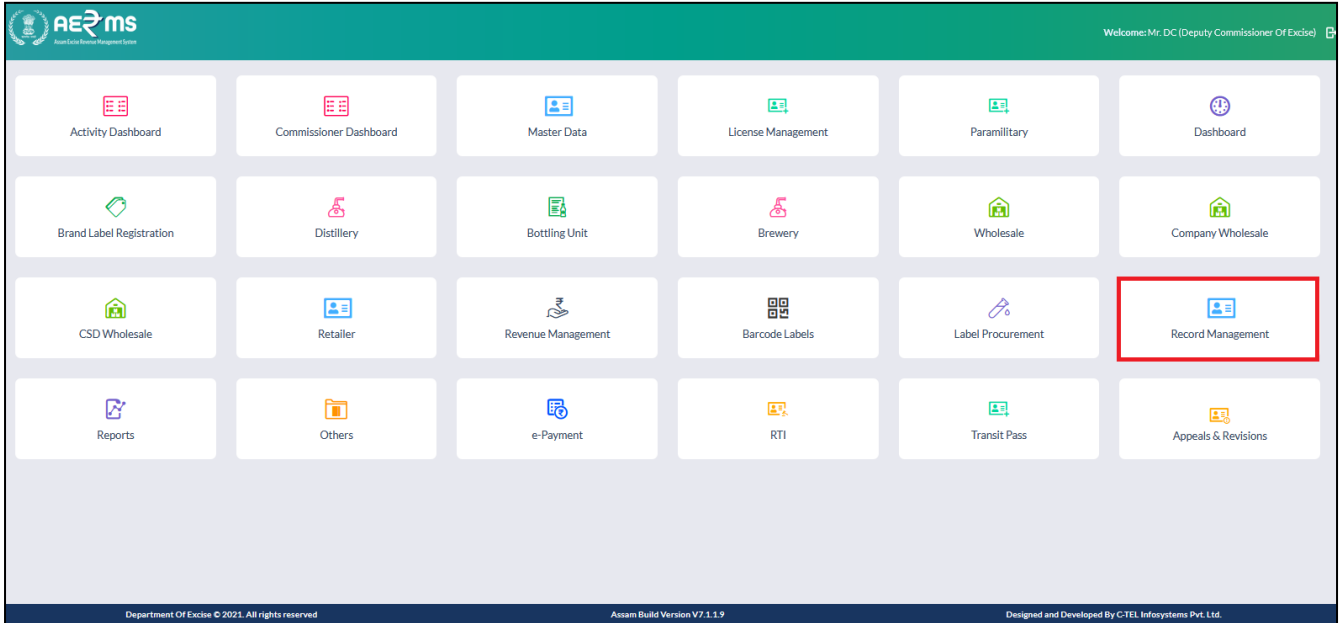 AERMS
Assam Excise Revenue Management System
Welcome: Mr. DC (Deputy Commissioner Of Excise)
Activity Dashboard
Commissioner Dashboard
Master Data
License Management
Paramilitary
Dashboard
Brand Label Registration
Distillery
Bottling Unit
Brewery
Wholesale
Company Wholesale
CSD Wholesale
Retailer
Revenue Management
Barcode Labels
Label Procurement
Record Management
Reports
Others
e-Payment
RTI
Transit Pass
Appeals & Revisions
Department Of Excise © 2021. All rights reserved
Assam Build Version V7.1.1.9
Designed and Developed By C-TEL Infosystems Pvt. Ltd.